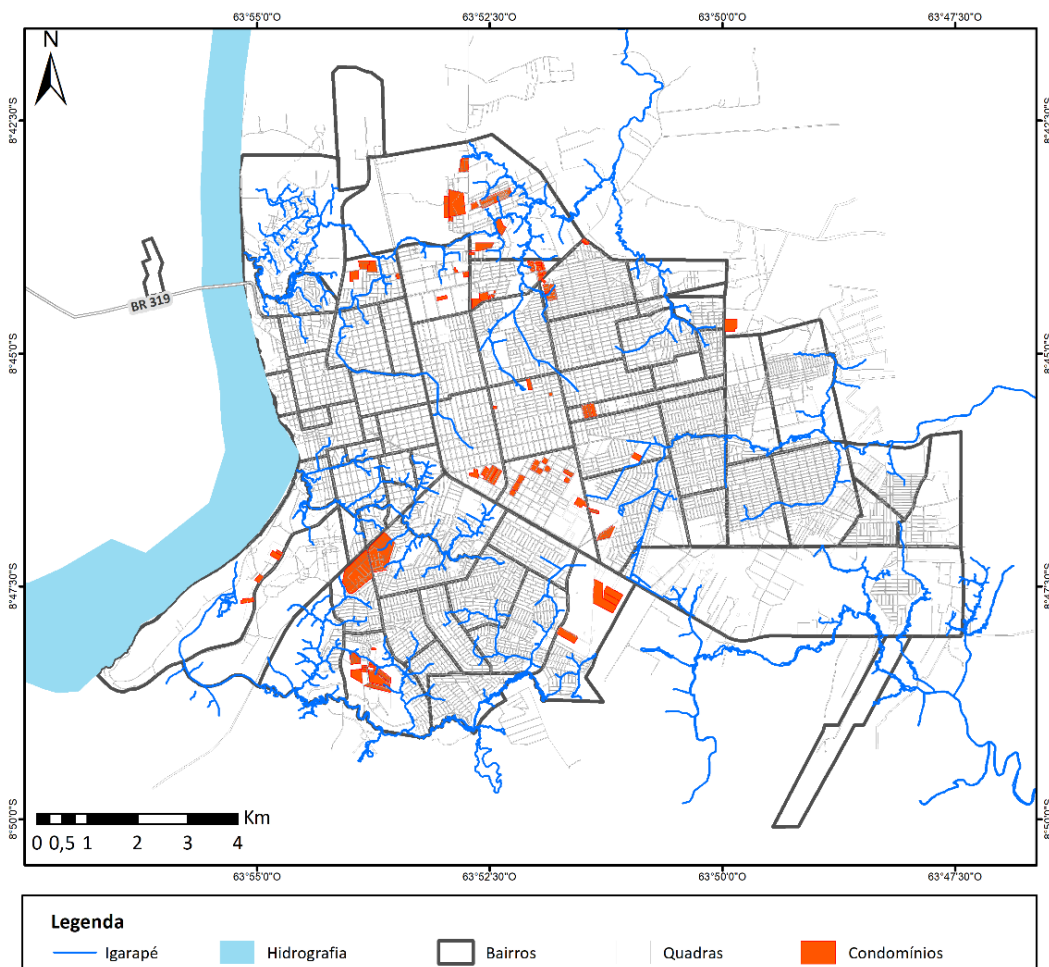 63°55'0"O 63°52'30"O 63°50'0"O 63°47'30"O
N
8°42'30"S 8°42'30"S
BR 319
8°45'0"S 8°45'0"S
8°47'30"S 8°47'30"S
8°50'0"S 8°50'0"S
Km
0 0,5 1 2 3 4
63°55'0"O 63°52'30"O 63°50'0"O 63°47'30"O
Legenda
Igarapé Hidrografia Bairros Quadras Condomínios